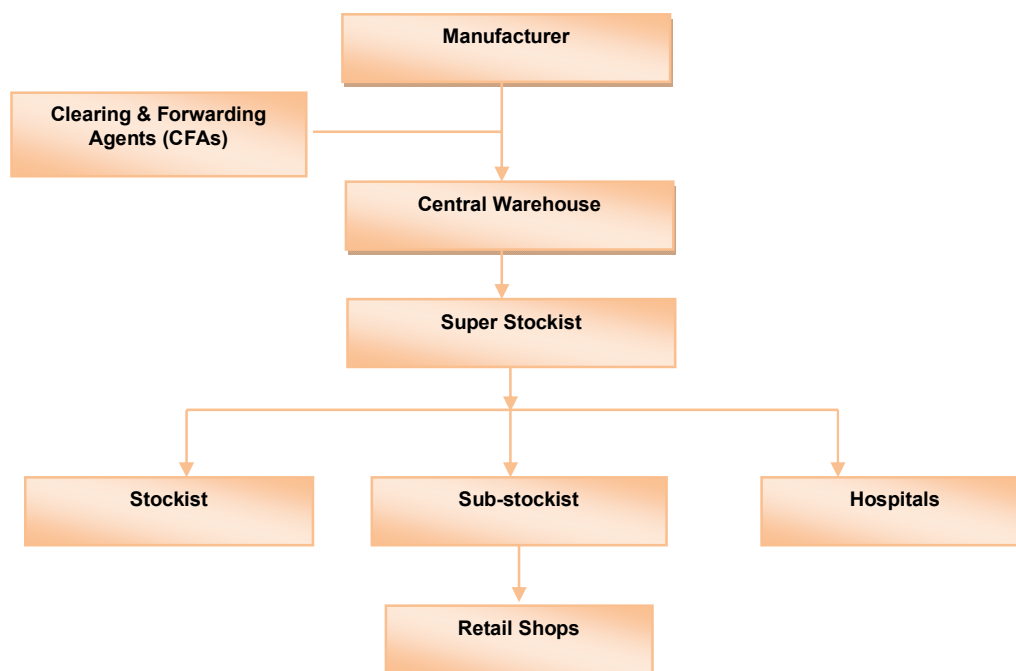 Manufacturer
Clearing & Forwarding
Agents (CFAs)
Central Warehouse
Super Stockist
Stockist
Sub-stockist
Hospitals
Retail Shops